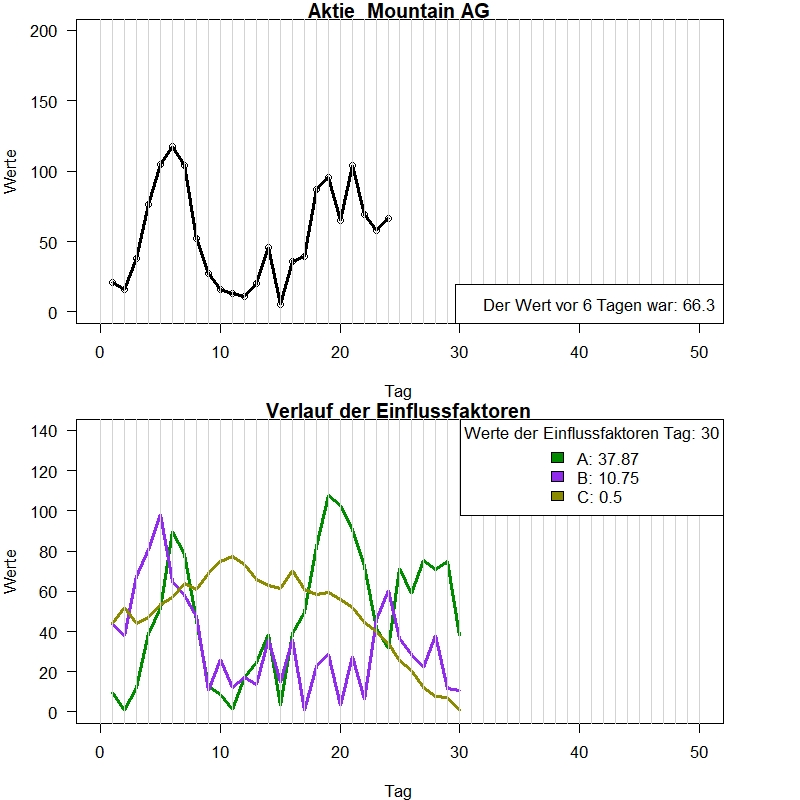 Aktie  Mountain AG
Werte
200
150
100
50
0
Der Wert vor 6 Tagen war: 66.3
0 10 20 30 40 50
Tag
Verlauf der Einflussfaktoren
Werte
140
120
100
80
60
40
20
0
Werte der Einflussfaktoren Tag: 30
A: 37.87
B: 10.75
C: 0.5
0 10 20 30 40 50
Tag